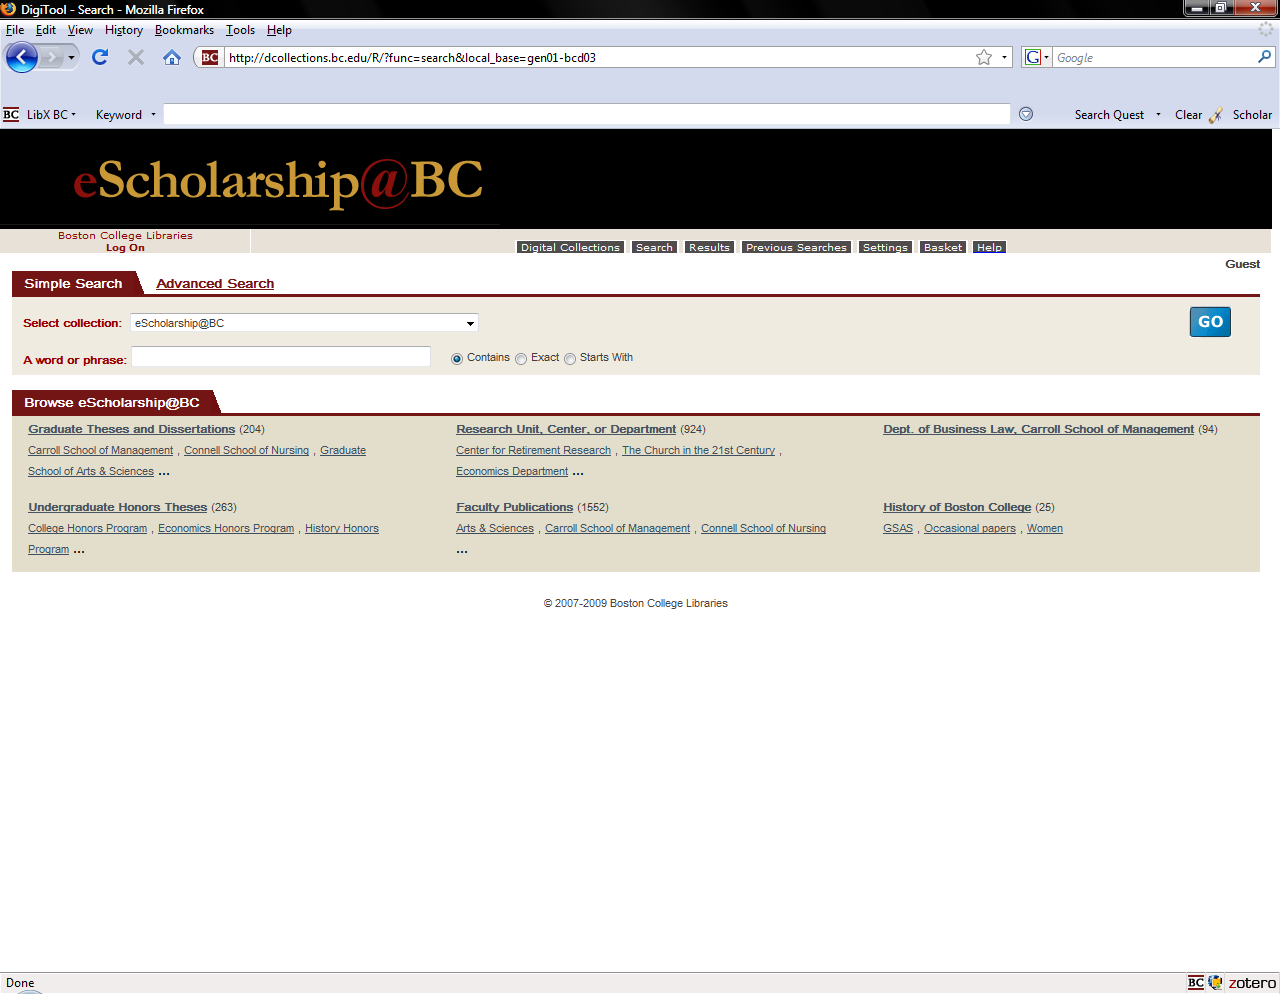 DigiTool - Search - Mozilla Firefox
File Edit View History Bookmarks Tools Help
BC http://dcollections.bc.edu/R/?func=search&local_base=gen01-bcd03 G Google
BC LibX BC Keyword Search Quest Clear Scholar
eScholarship@BC
Boston College Libraries
Log On
Digital Collections Search Results Previous Searches Settings Basket Help
Guest
Simple Search Advanced Search
Select collection: eScholarship@BC GO
A word or phrase: Contains Exact Starts With
Browse eScholarship@BC
Graduate Theses and Dissertations (204)
Carroll School of Management , Connell School of Nursing , Graduate
School of Arts & Sciences ...
Research Unit, Center, or Department (924)
Center for Retirement Research , The Church in the 21st Century ,
Economics Department ...
Dept. of Business Law, Carroll School of Management (94)
Undergraduate Honors Theses (263)
College Honors Program , Economics Honors Program , History Honors
Program ...
Faculty Publications (1552)
Arts & Sciences , Carroll School of Management , Connell School of Nursing
...
History of Boston College (25)
GSAS , Occasional papers , Women
© 2007-2009 Boston College Libraries
Done BC zotero